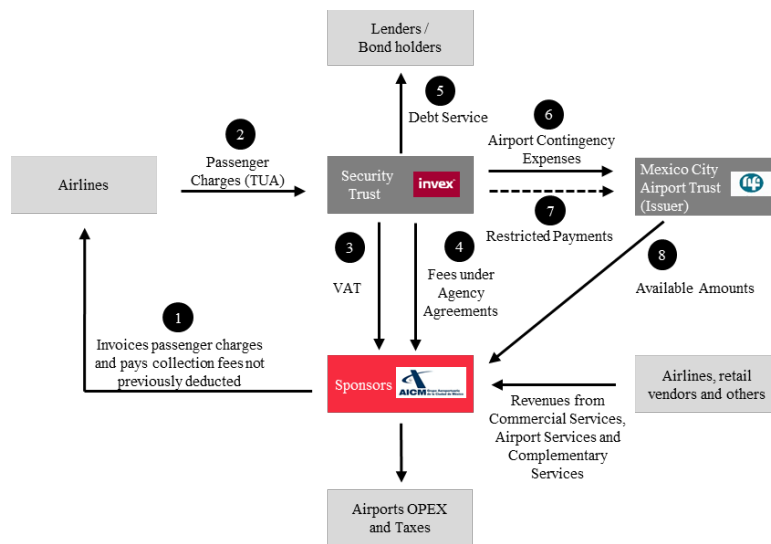 Lenders /
Bond holders
5
Debt Service
6
Airport Contingency
Expenses
2
Passenger
Charges (TUA)
Airlines
Security
Trust
invex
Mexico City
Airport Trust
(Issuer)
7
Restricted Payments
3
VAT
4
Fees under
Agency
Agreements
8
Available Amounts
1
Invoices passenger charges
and pays collection fees not
previously deducted
Sponsors
AICM
Airlines, retail
vendors and others
Revenues from
Commercial Services,
Airport Services and
Complementary
Services
Airports OPEX
and Taxes